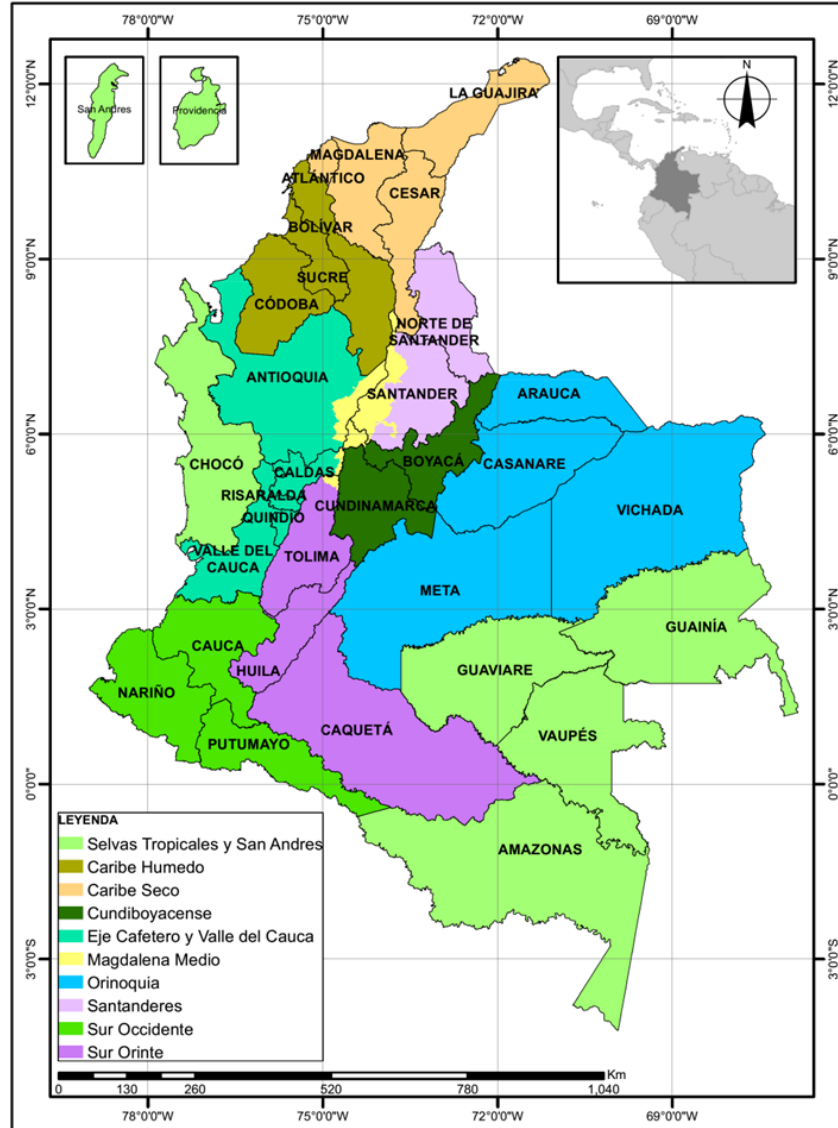 78°0'0"W 75°0'0"W 72°0'0"W 69°0'0"W
12°0'0"N
9°0'0"N
6°0'0"N
3°0'0"N
0°0'0"
3°0'0"S
San Andres
Providencia
N
LA GUAJIRA
MAGDALENA
ATLÁNTICO
CESAR
BOLÍVAR
SUCRE
CÓRDOBA
NORTE DE
SANTANDER
ANTIOQUIA
SANTANDER
ARAUCA
CHOCÓ
CALDAS
BOYACÁ
CASANARE
RISARALDA
CUNDINAMARCA
QUINDÍO
VICHADA
VALLE DEL
CAUCA
TOLIMA
META
GUAINÍA
CAUCA
HUILA
GUAVIARE
NARIÑO
CAQUETÁ
VAUPÉS
PUTUMAYO
AMAZONAS
LEYENDA
Selvas Tropicales y San Andres
Caribe Humedo
Caribe Seco
Cundiboyacense
Eje Cafetero y Valle del Cauca
Magdalena Medio
Orinoquia
Santanderes
Sur Occidente
Sur Orinte
Km
0 130 260 520 780 1,040
12°0'0"N
9°0'0"N
6°0'0"N
3°0'0"N
0°0'0"
3°0'0"S
78°0'0"W 75°0'0"W 72°0'0"W 69°0'0"W